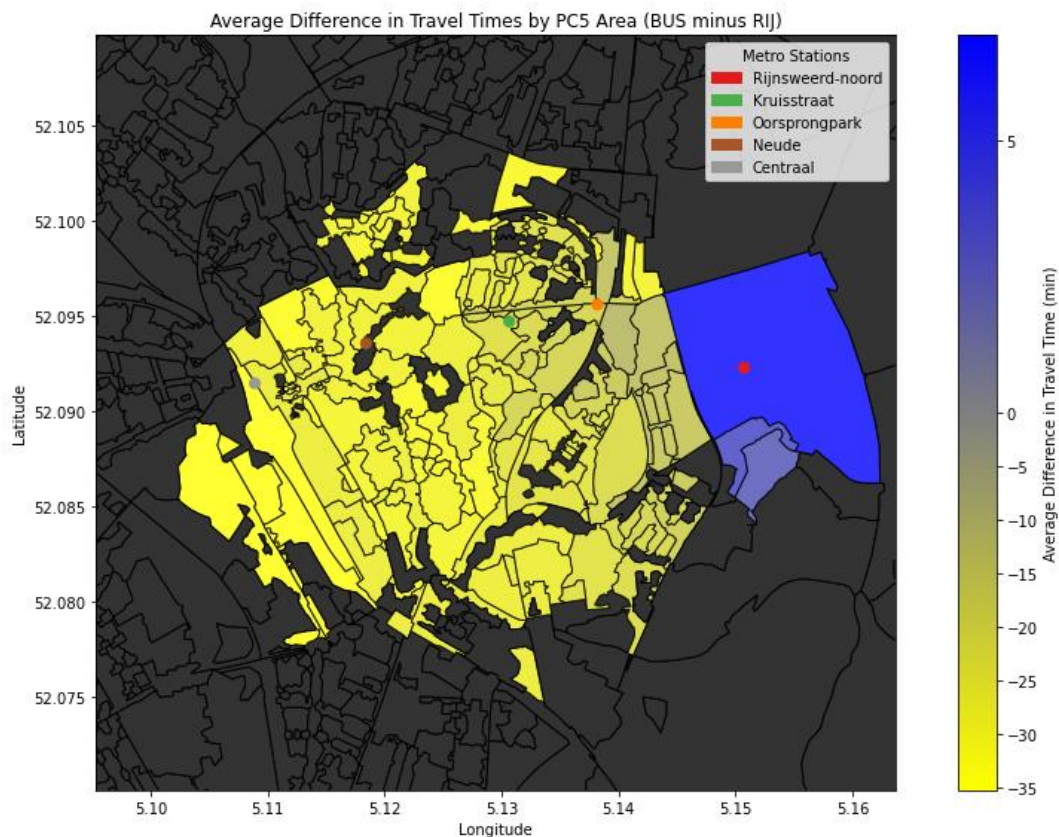 Average Difference in Travel Times by PC5 Area (BUS minus RIJ)
Metro Stations
Rijnsweerd-noord
Kruisstraat
Oorsprongpark
Neude
Centraal
52.105
52.100
52.095
52.090
52.085
52.080
52.075
Latitude
5.10 5.11 5.12 5.13 5.14 5.15 5.16
Longitude
5
0
−5
−10
−15
−20
−25
−30
−35
Average Difference in Travel Time (min)